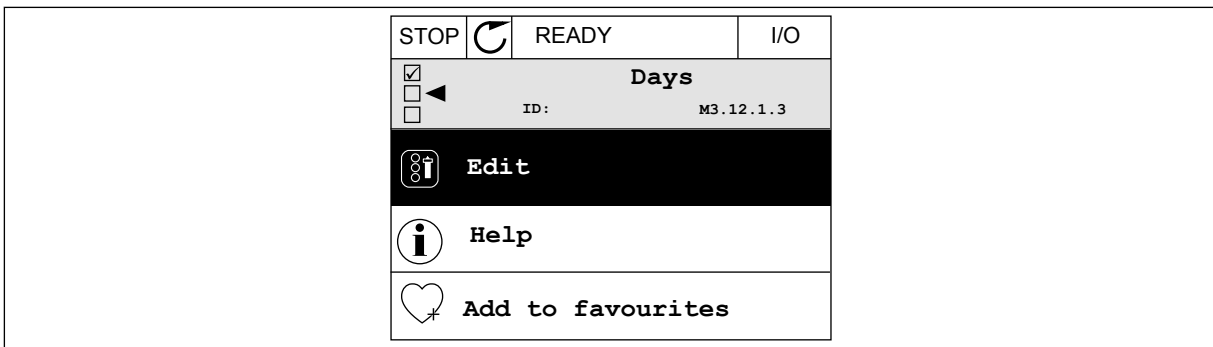 STOP READY I/O
Days
ID: M3.12.1.3
Edit
Help
Add to favourites